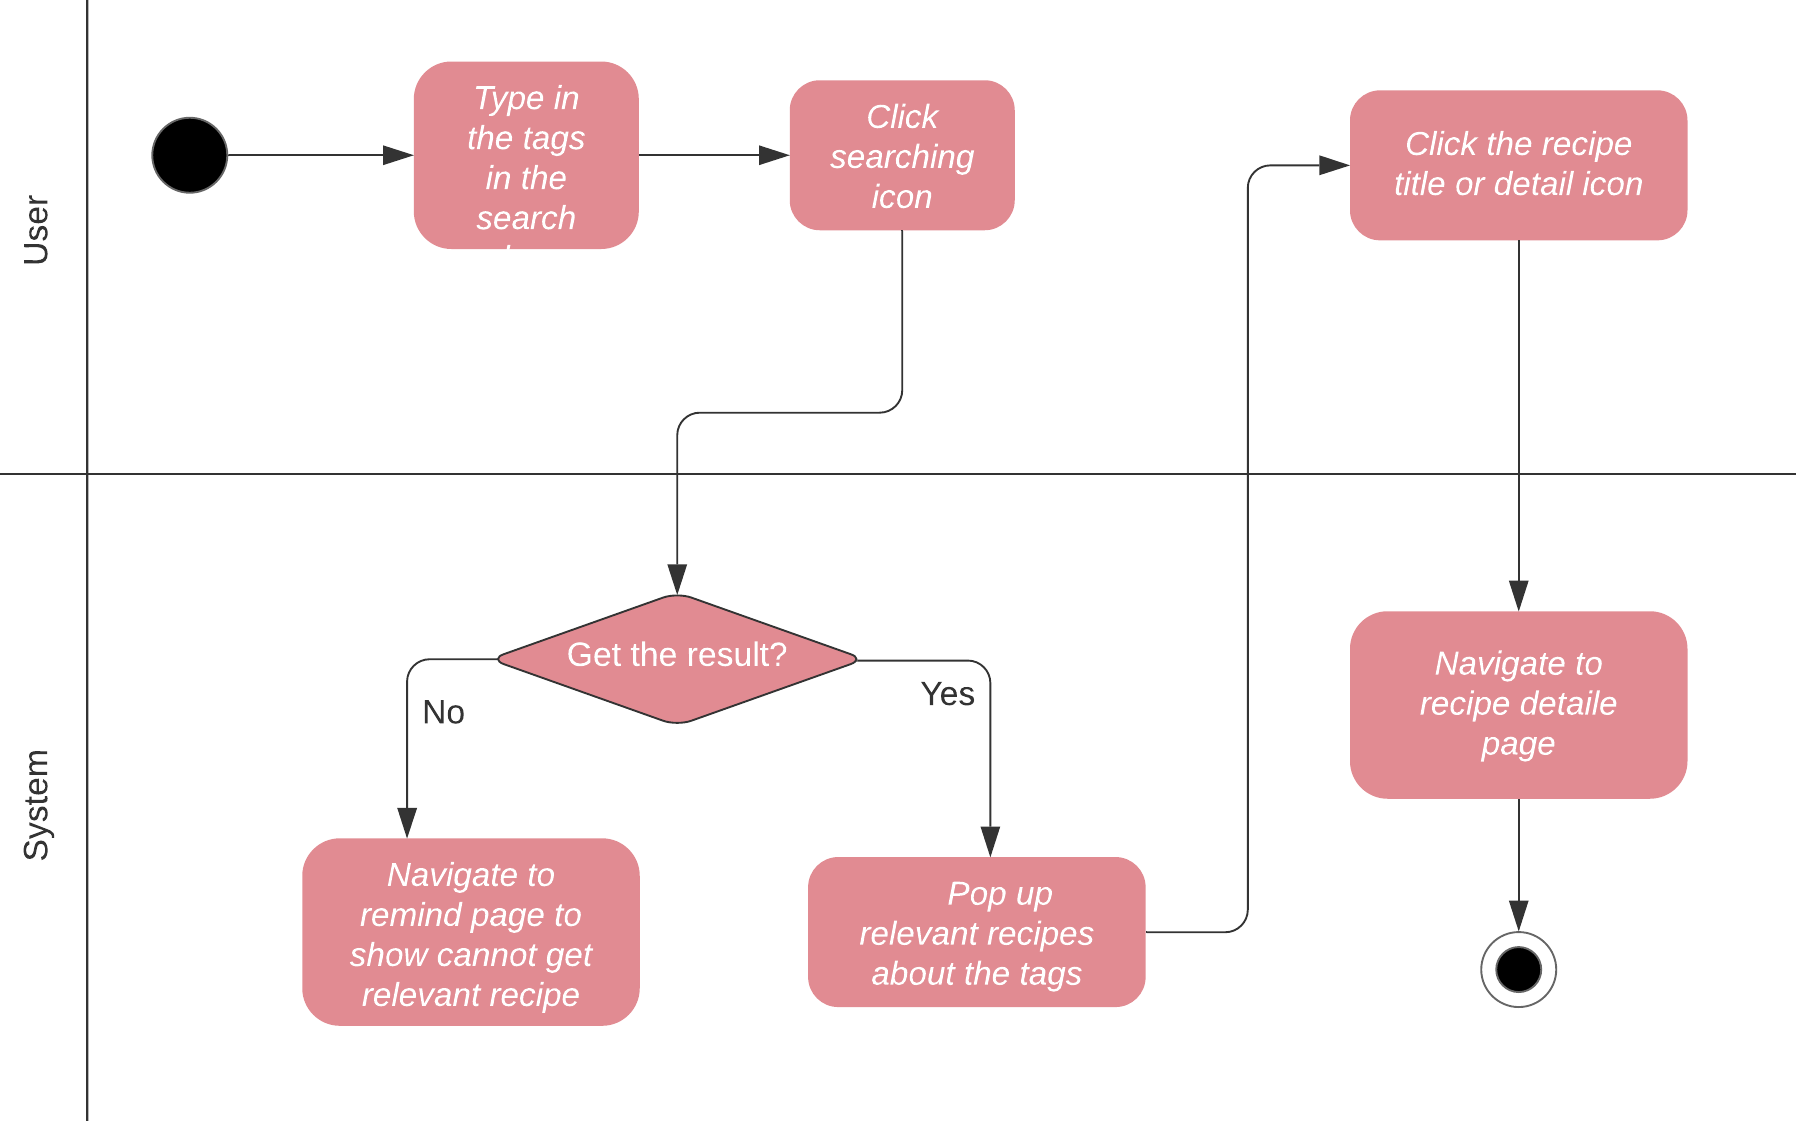 User
Type in
the tags
in the
search
Click
searching
icon
Click the recipe
title or detail icon
System
Get the result?
No
Yes
Navigate to
remind page to
show cannot get
relevant recipe
Pop up
relevant recipes
about the tags
Navigate to
recipe detaile
page